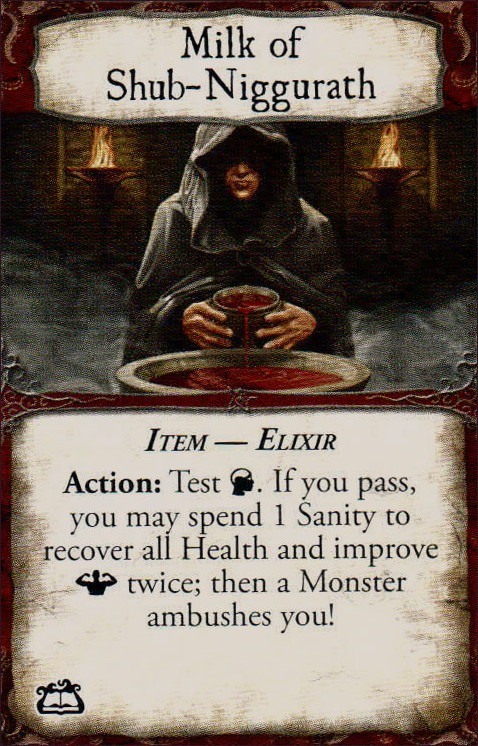 Milk of
Shub-Niggurath
ITEM — ELIXIR
Action: Test . If you pass,
you may spend 1 Sanity to
recover all Health and improve
twice; then a Monster
ambushes you!